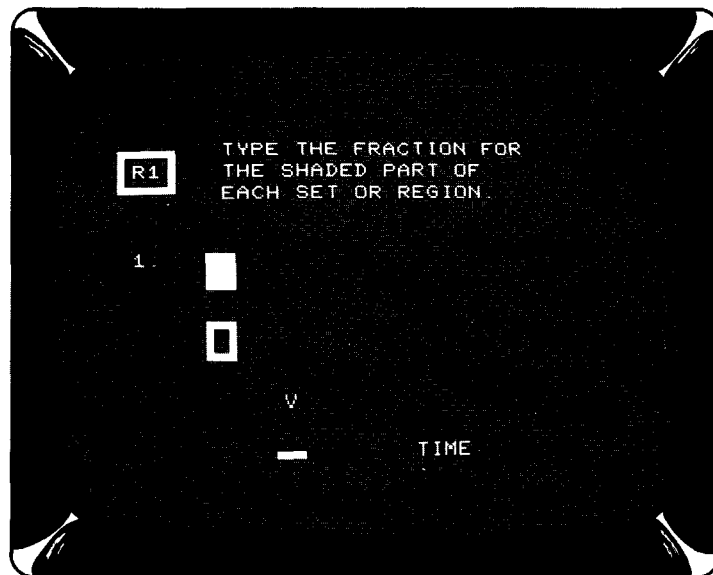 R1
TYPE THE FRACTION FOR
THE SHADED PART OF
EACH SET OR REGION.
1.
V
TIME